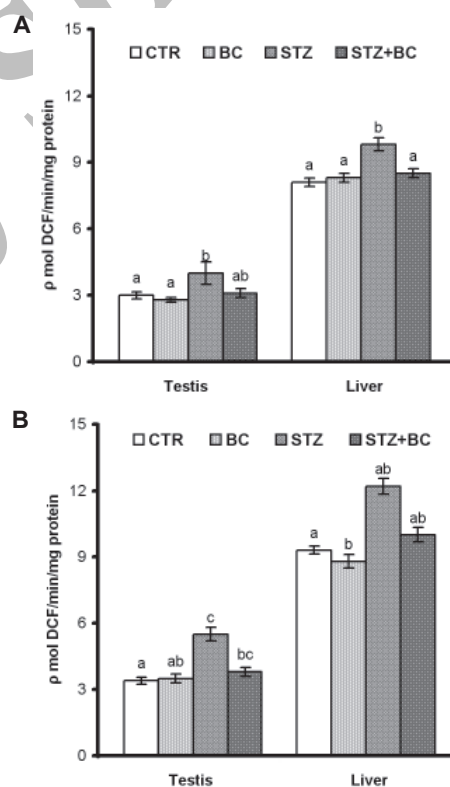 A
15
CTR BC STZ STZ+BC
12
ρ mol DCF/min/mg protein
9
6
3
0
a a b ab
a a b a
Testis Liver
B
15
CTR BC STZ STZ+BC
12
ρ mol DCF/min/mg protein
9
6
3
0
a ab c bc
a b ab ab
Testis Liver